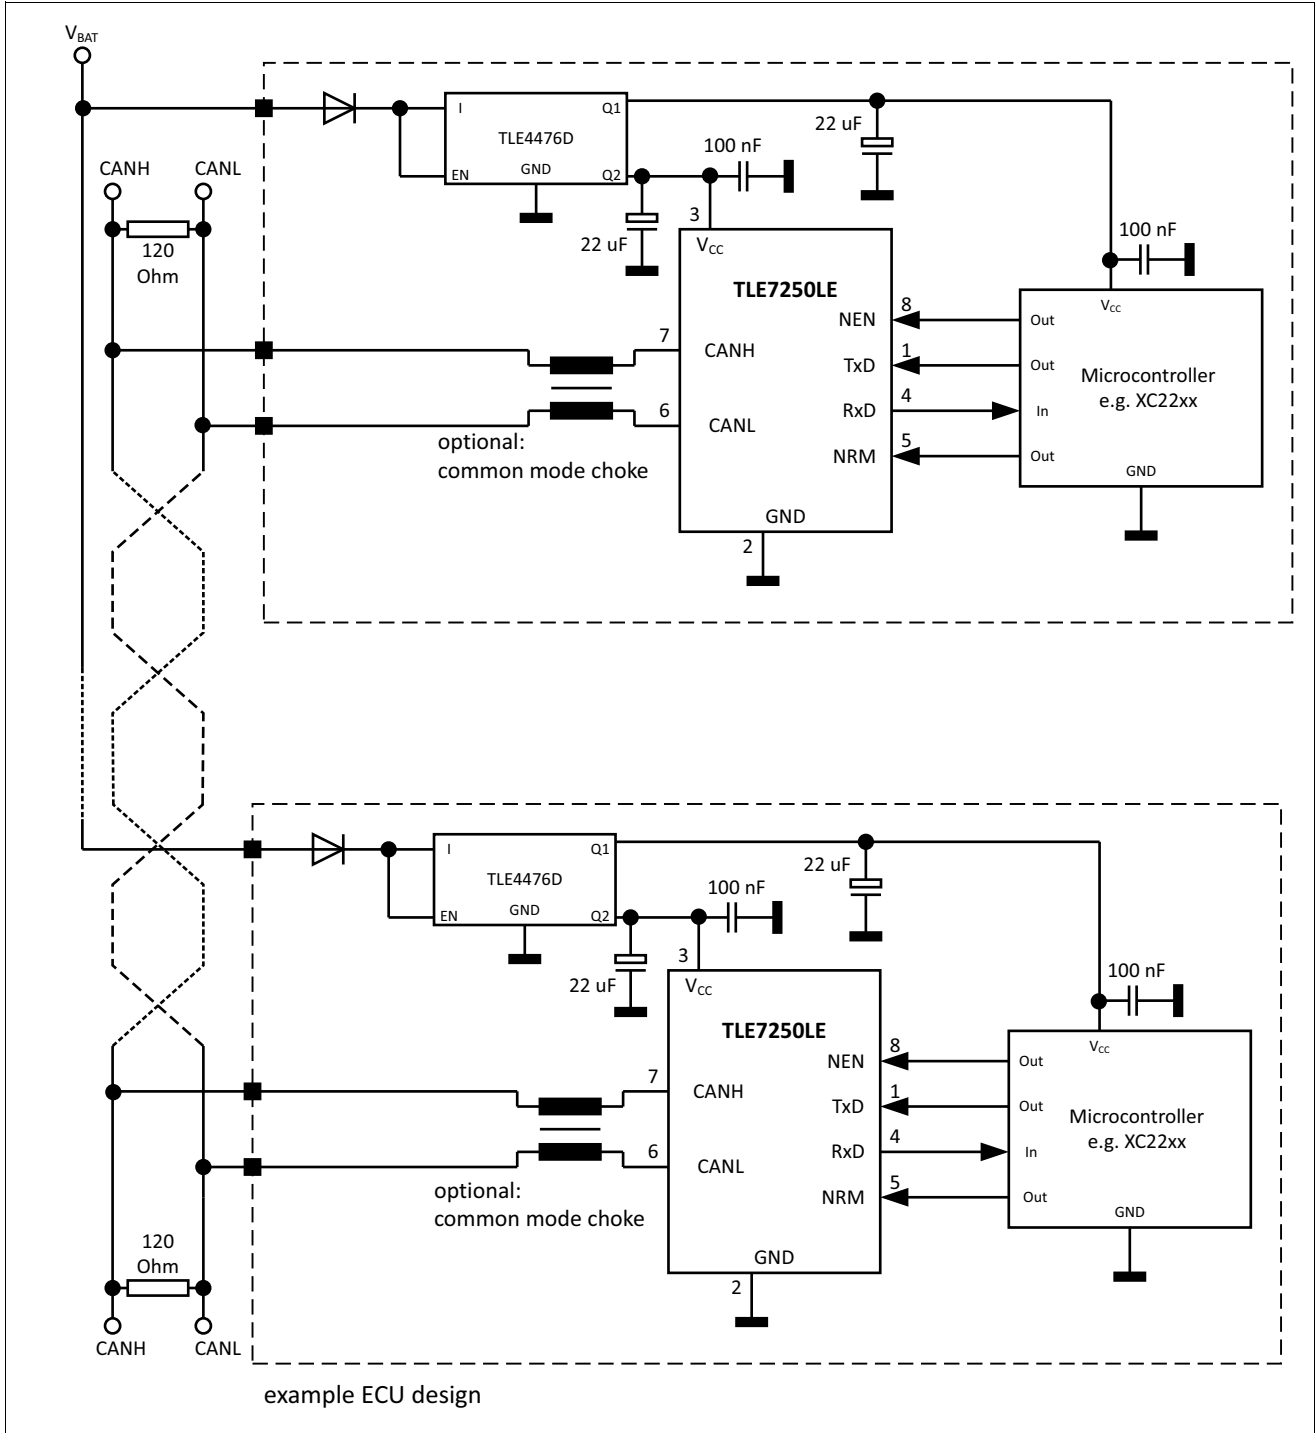 VBAT
I
Q1
TLE4476D
EN
GND
Q2
22 uF
100 nF
CANH
CANL
120
Ohm
22 uF
3
VCC
100 nF
TLE7250LE
VCC
NEN
8
Out
7
CANH
TxD
1
Out
Microcontroller
e.g. XC22xx
RxD
4
In
6
CANL
NRM
5
Out
optional:
common mode choke
GND
GND
2
I
Q1
TLE4476D
EN
GND
Q2
22 uF
100 nF
22 uF
3
VCC
100 nF
TLE7250LE
VCC
NEN
8
Out
7
CANH
TxD
1
Out
Microcontroller
e.g. XC22xx
RxD
4
In
6
CANL
NRM
5
Out
optional:
common mode choke
GND
GND
2
120
Ohm
CANH
CANL
example ECU design